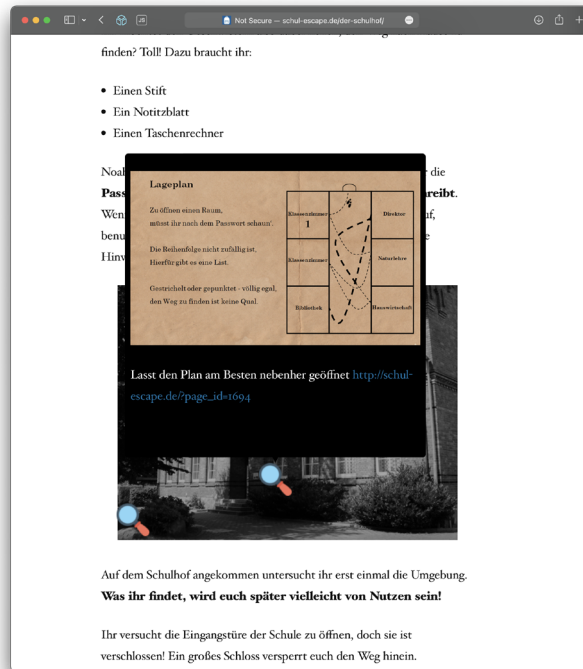 Not Secure — schul-escape.de/der-schulhof/
finden? Toll! Dazu braucht ihr:
Einen Stift
Ein Notitzblatt
Einen Taschenrechner
die
Wen
benu
Hinv
Lageplan
Zu öffnen einen Raum,
müsst ihr nach dem Passwort schaun'.
Die Reihenfolge nicht zufällig ist.
Hierfür gibt es eine List.
Gestrichelt oder gepunktet - völlig egal,
den Weg zu finden ist keine Qual.
Klassenzimmer
1
Direktor
Klassenzimmer
Naturlehre
Bibliothek
Hauswirtschaft
Lasst den Plan am Besten nebenher geöffnet http://schul-
escape.de/?page_id=1694
Auf dem Schulhof angekommen untersucht ihr erst einmal die Umgebung.
Was ihr findet, wird euch später vielleicht von Nutzen sein!
Ihr versucht die Eingangstüre der Schule zu öffnen, doch sie ist
verschlossen! Ein großes Schloss versperrt euch den Weg hinein.